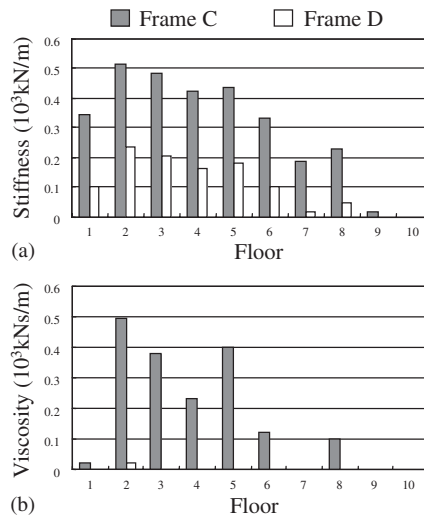 Frame C Frame D
0.6
0.5
0.4
0.3
0.2
0.1
0
Stiffness (10³kN/m)
1 2 3 4 5 6 7 8 9 10
(a) Floor
0.6
0.5
0.4
0.3
0.2
0.1
0
Viscosity (10³kNs/m)
1 2 3 4 5 6 7 8 9 10
(b) Floor